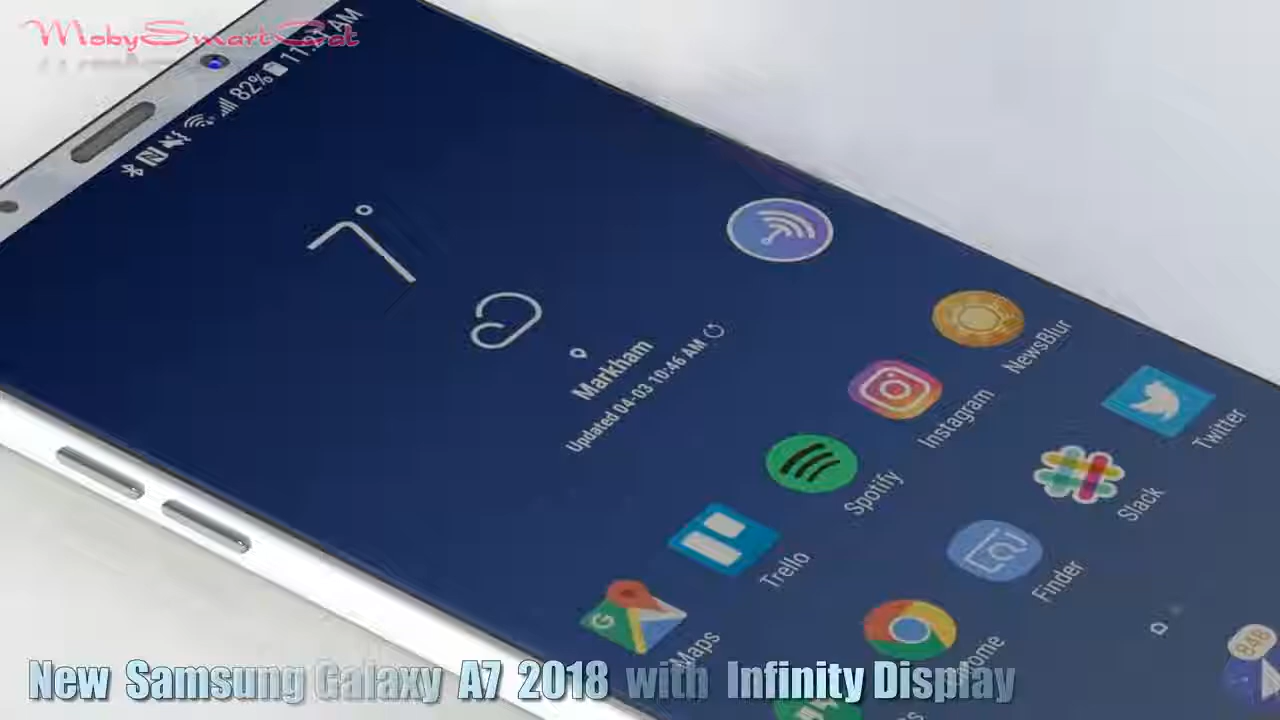 MobySmartCat
82%
7°
Markham
Updated 04-03 10:46 AM
NewsBlur
Instagram
Twitter
Spotify
Slack
Trello
Finder
Maps
848
New Samsung Galaxy A7 2018 with Infinity Display